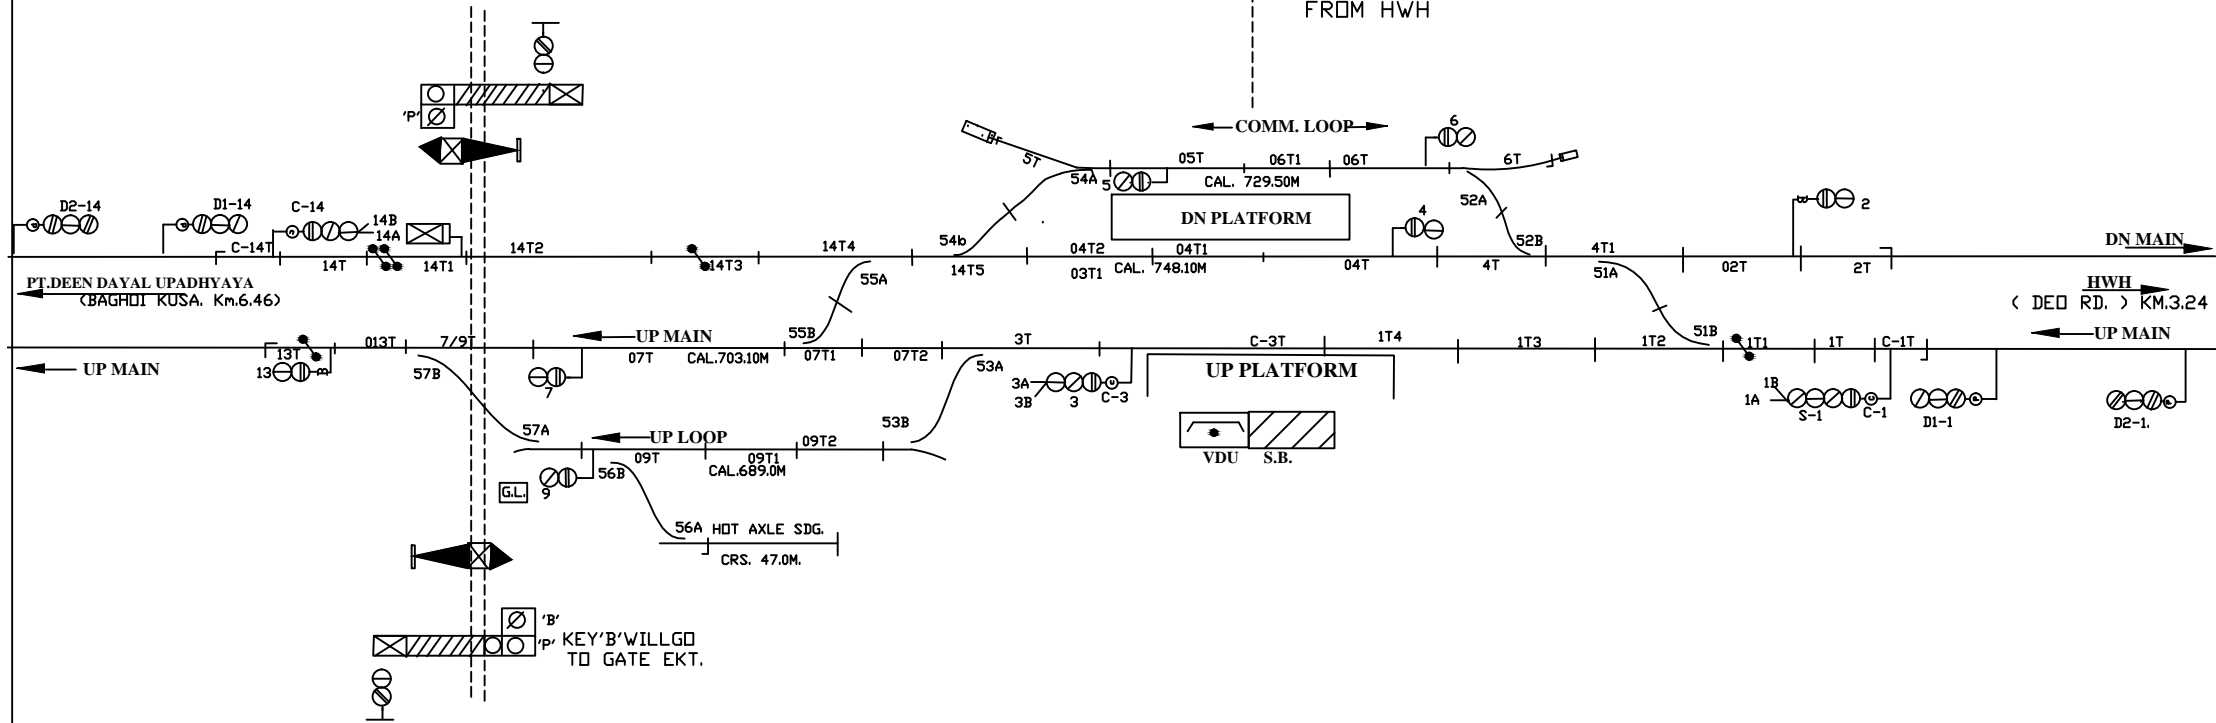 FROM HWH
'P'
COMM. LOOP
6
5T
05T
06T1
06T
6T
54A
5
CAL. 729.50M
52A
D2-14
D1-14
C-14
14B
14A
C-14T
DN PLATFORM
4
2
54b
52B
DN MAIN
14T
14T1
14T2
14T3
14T4
14T5
04T2
04T1
03T1
CAL. 748.10M
04T
4T
4T1
51A
02T
2T
PT.DEEN DAYAL UPADHYAYA
(BAGHOI KUSA. Km.6.46)
55A
HWH
( DEO RD. ) KM.3.24
UP MAIN
55B
51B
UP MAIN
13T
013T
7/9T
07T
CAL.703.10M
07T1
07T2
3T
C-3T
1T4
1T3
1T2
1T1
1T
C-1T
UP MAIN
13
57B
7
53A
3A
3B
3
C-3
UP PLATFORM
1B
1A
S-1
C-1
D1-1
D2-1.
57A
UP LOOP
53B
09T
09T1
09T2
CAL.689.0M
VDU
S.B.
G.L.
9
56B
56A
HOT AXLE SDG.
CRS. 47.0M.
'B'
'P'
KEY'B'WILLGO
TO GATE EKT.